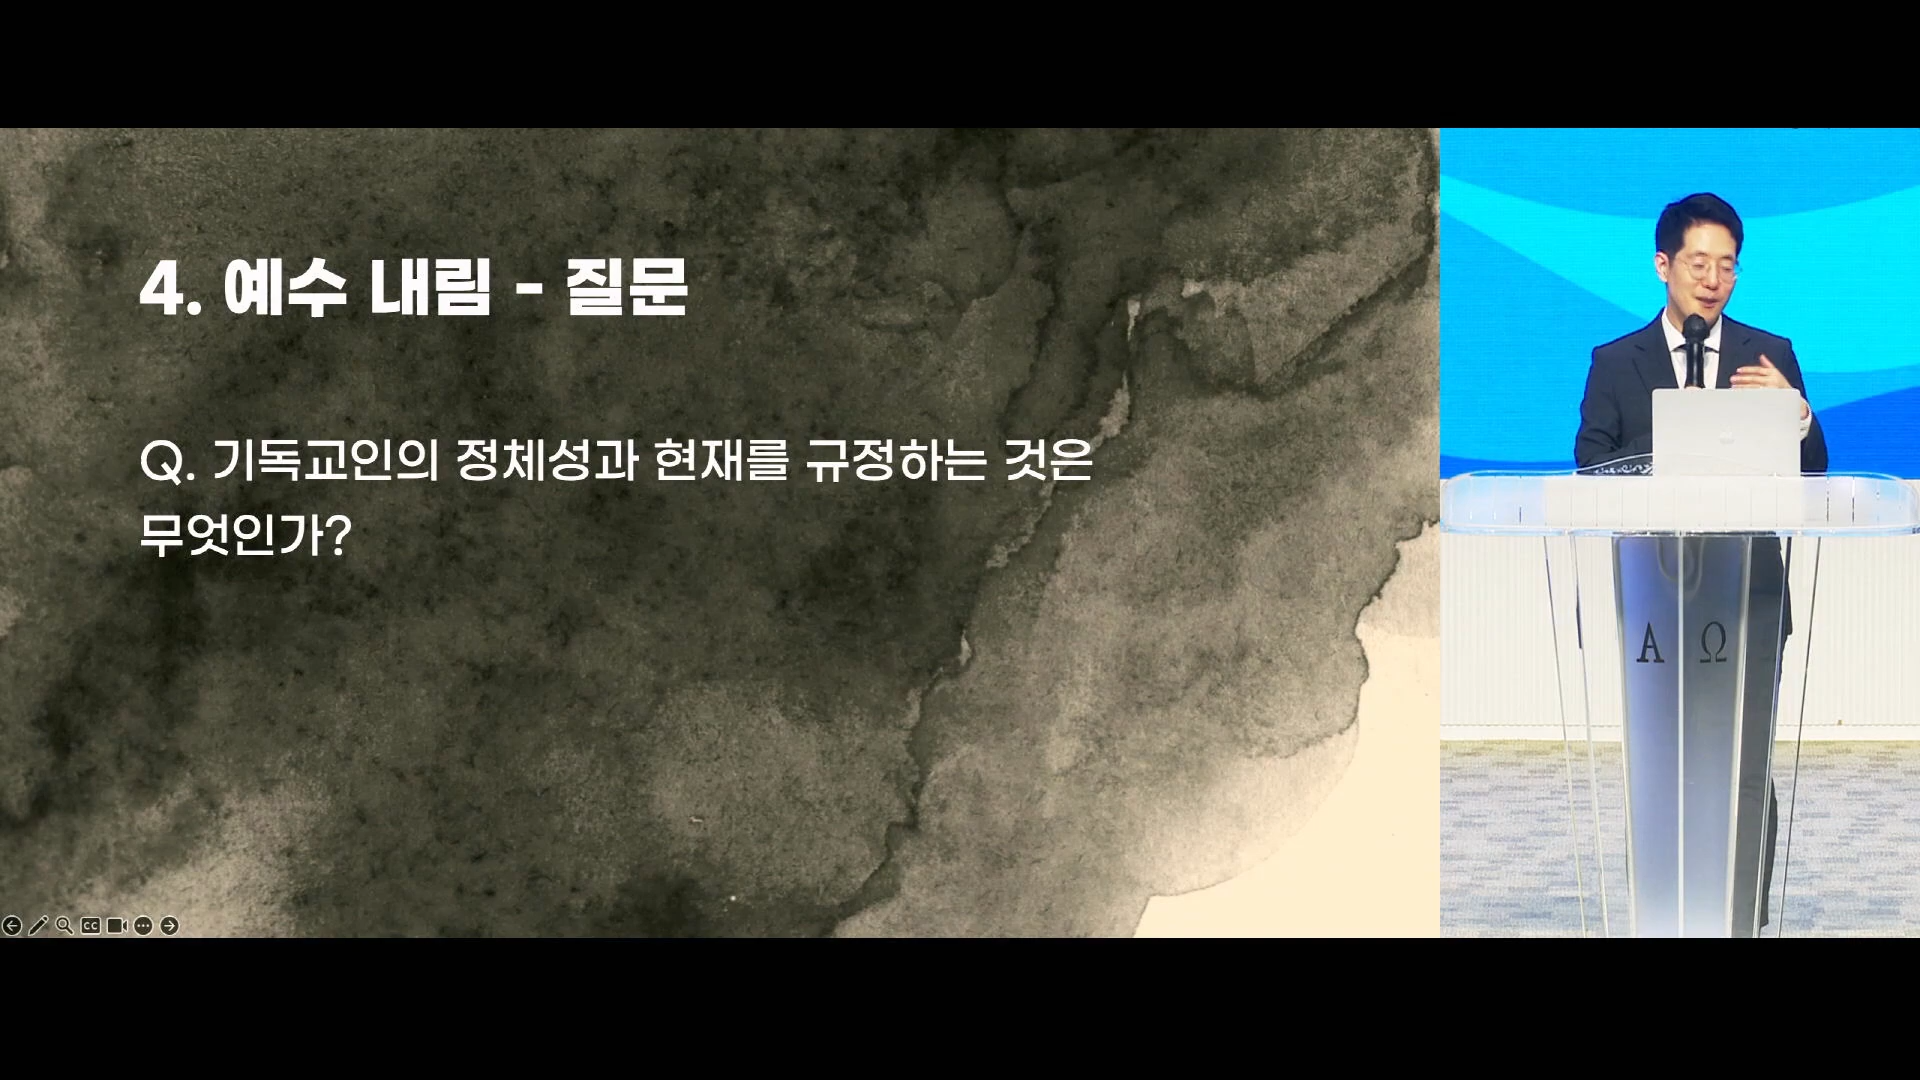 4. 예수 내림 - 질문
Q. 기독교인의 정체성과 현재를 규정하는 것은
무엇인가?
Α Ω
CC